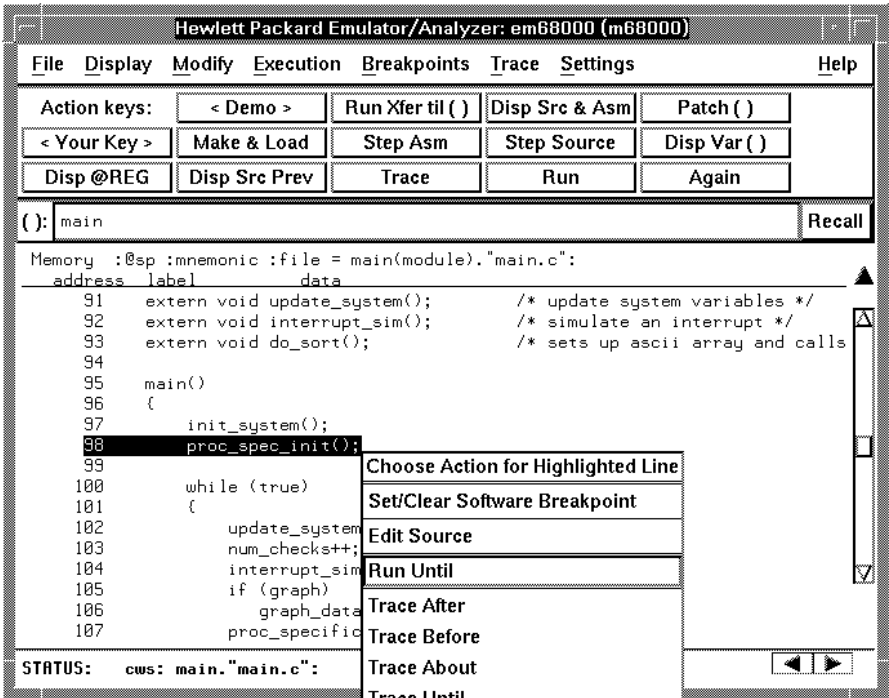 Hewlett Packard Emulator/Analyzer: em68000 (m68000)
File Display Modify Execution Breakpoints Trace Settings Help
Action keys: < Demo > Run Xfer til ( ) Disp Src & Asm Patch ( )
< Your Key > Make & Load Step Asm Step Source Disp Var ( )
Disp @REG Disp Src Prev Trace Run Again
( ): main Recall
Memory :@sp :mnemonic :file = main(module)."main.c":
address label data
91 extern void update_system(); /* update system variables */
92 extern void interrupt_sim(); /* simulate an interrupt */
93 extern void do_sort(); /* sets up ascii array and calls
94
95 main()
96 {
97 init_system();
98 proc_spec_init();
99
100 while (true)
101 {
102 update_system
103 num_checks++;
104 interrupt_sim
105 if (graph)
106 graph_data
107 proc_specific
Choose Action for Highlighted Line
Set/Clear Software Breakpoint
Edit Source
Run Until
Trace After
Trace Before
Trace About
Trace Until
STATUS: cws: main."main.c":